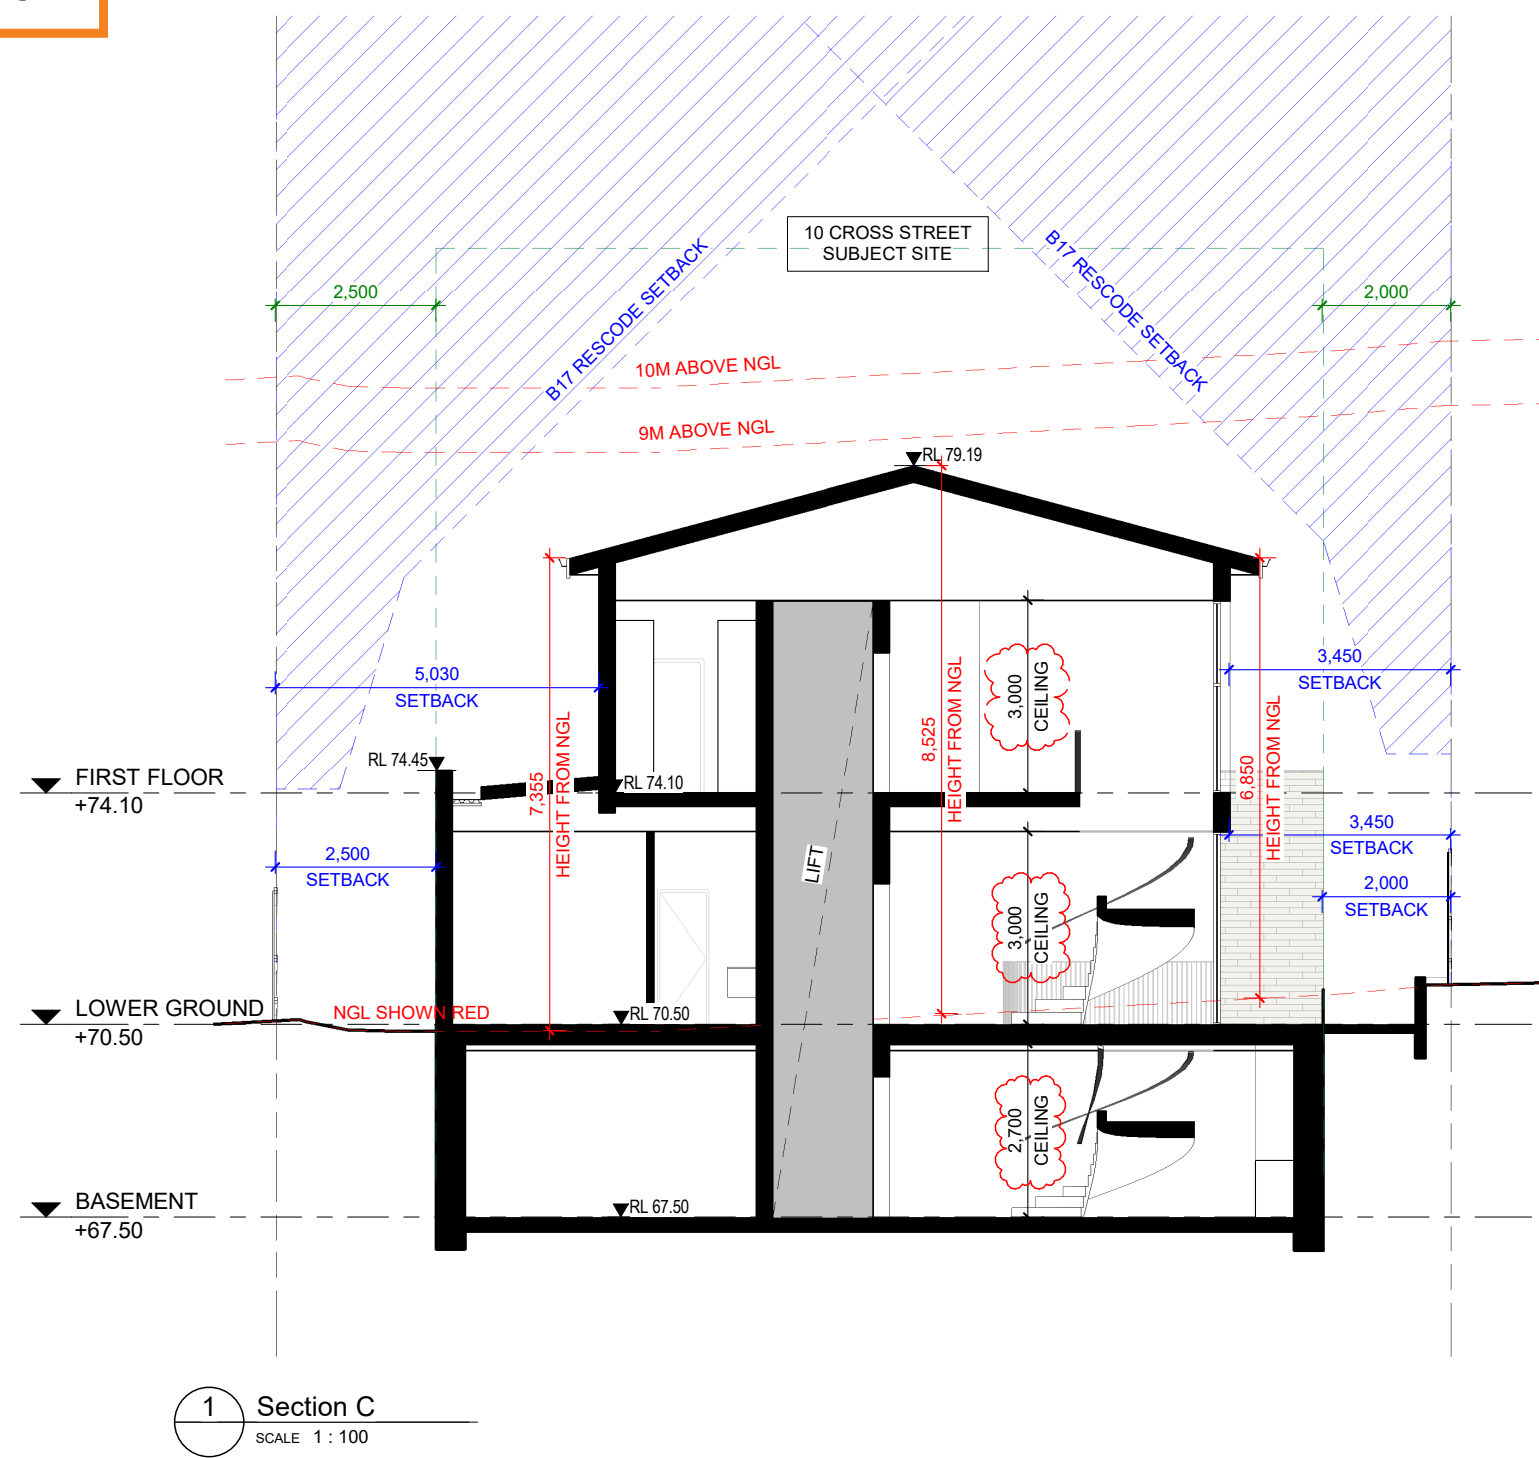 10 CROSS STREET
SUBJECT SITE
B17 RESCODE SETBACK
B17 RESCODE SETBACK
2,500
2,000
10M ABOVE NGL
9M ABOVE NGL
RL 79.19
5,030
SETBACK
3,450
SETBACK
3,000
CEILING
8,525
HEIGHT FROM NGL
7,355
HEIGHT FROM NGL
6,850
HEIGHT FROM NGL
RL 74.45
RL 74.10
FIRST FLOOR
+74.10
3,450
SETBACK
2,500
SETBACK
LIFT
2,000
SETBACK
3,000
CEILING
LOWER GROUND
+70.50
NGL SHOWN RED
RL 70.50
2,700
CEILING
BASEMENT
+67.50
RL 67.50
1
Section C
SCALE 1 : 100